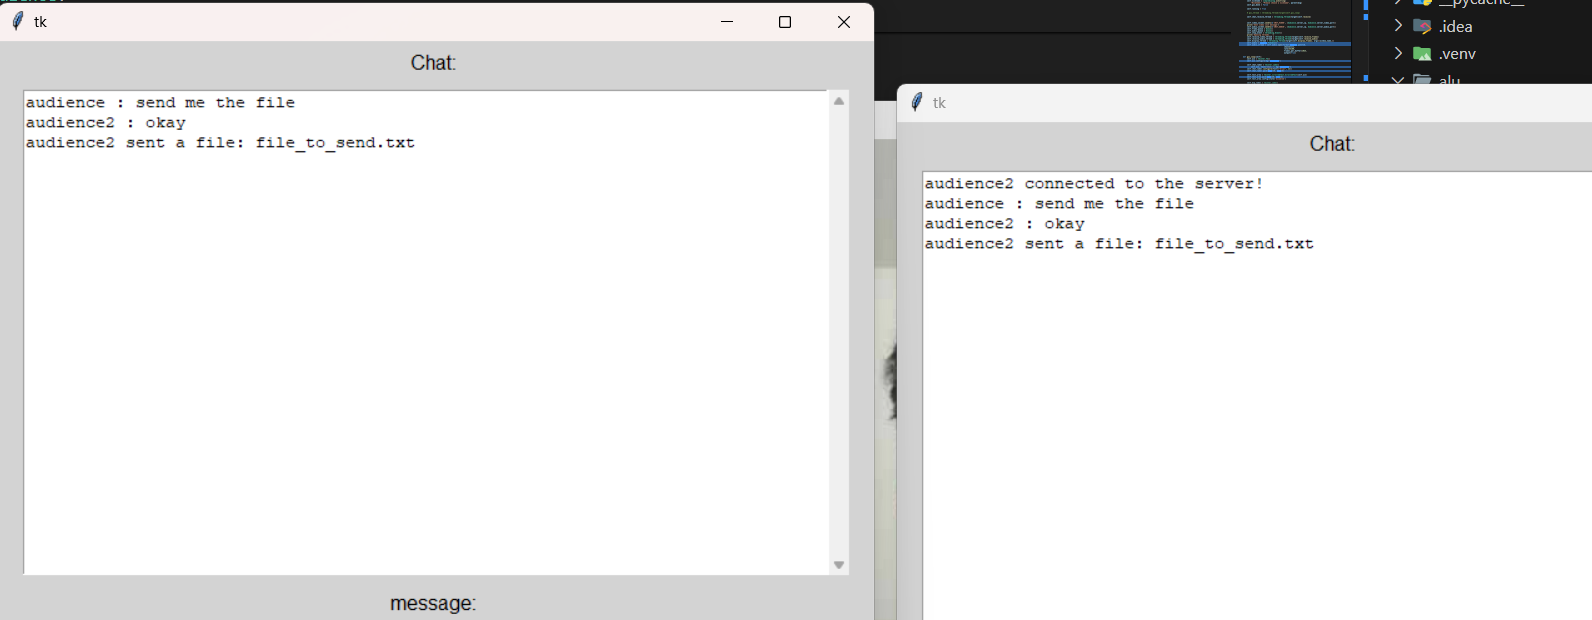 tk
Chat:
audience : send me the file
audience2 : okay
audience2 sent a file: file_to_send.txt
message:
__pycache__
.idea
.venv
alu
tk
Chat:
audience2 connected to the server!
audience : send me the file
audience2 : okay
audience2 sent a file: file_to_send.txt